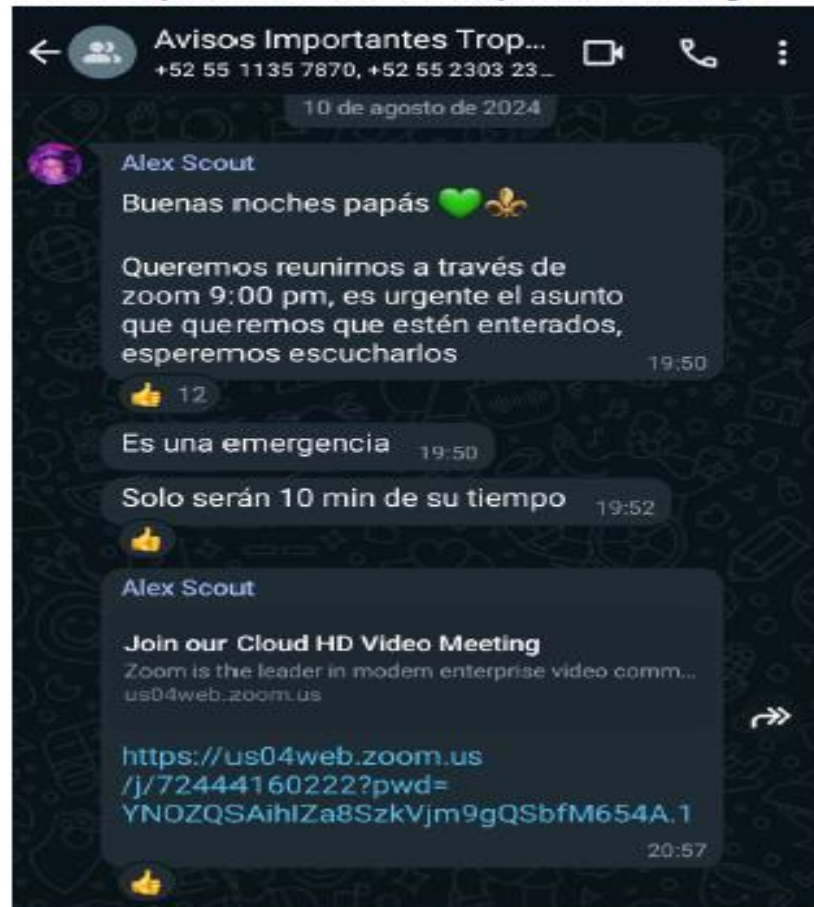 Avisos Importantes Trop...
+52 55 1135 7870, +52 55 2303 23...
10 de agosto de 2024
Alex Scout
Buenas noches papás 💚⚜️
Queremos reunirnos a través de
zoom 9:00 pm, es urgente el asunto
que queremos que estén enterados,
esperemos escucharlos
19:50
👍 12
Es una emergencia 19:50
Solo serán 10 min de su tiempo 19:52
👍
Alex Scout
Join our Cloud HD Video Meeting
Zoom is the leader in modern enterprise video comm...
us04web.zoom.us
https://us04web.zoom.us
/j/72444160222?pwd=
YNOZQSAihIZa8SzkVjm9gQSbfM654A.1
20:57
👍